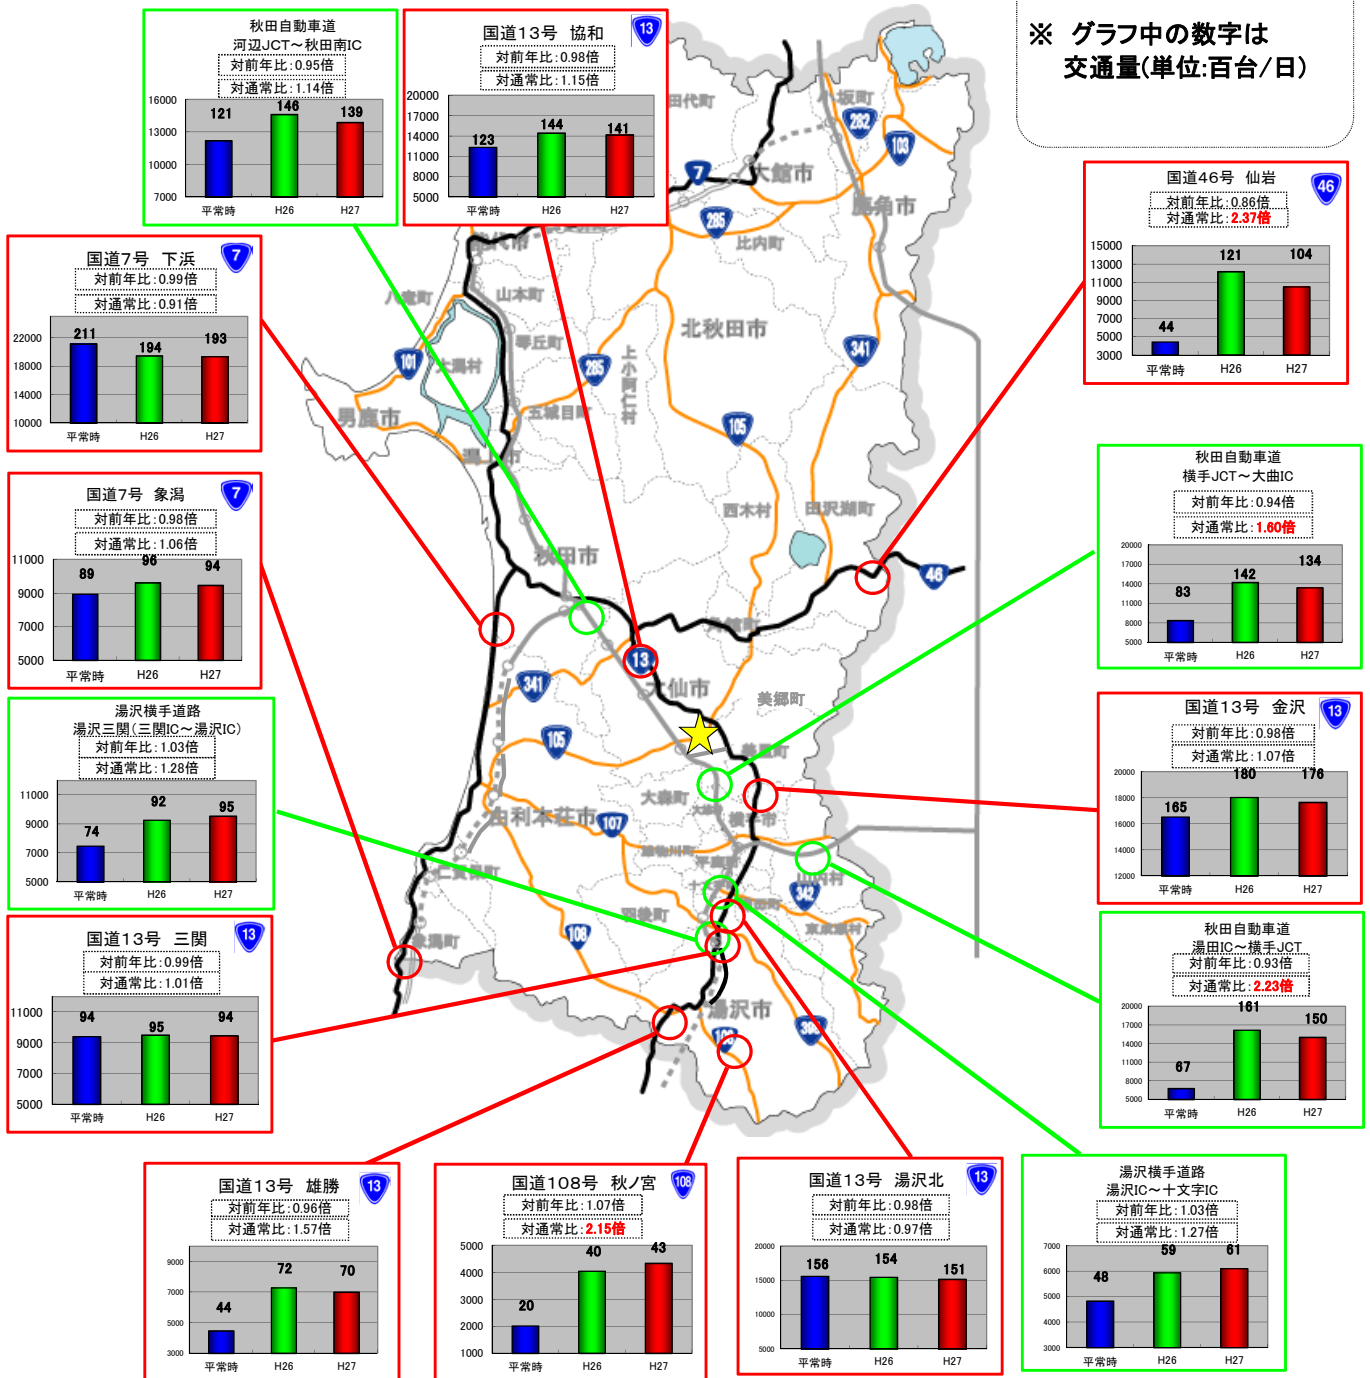 ※ グラフ中の数字は
交通量(単位:百台/日)
秋田自動車道
河辺JCT～秋田南IC
対前年比:0.95倍
対通常比:1.14倍
16000
13000
10000
7000
121
146
139
平常時
H26
H27
国道13号 協和
13
対前年比:0.98倍
対通常比:1.15倍
20000
17000
14000
11000
8000
5000
123
144
141
平常時
H26
H27
国道46号 仙岩
46
対前年比:0.86倍
対通常比:2.37倍
15000
13000
11000
9000
7000
5000
3000
44
121
104
平常時
H26
H27
国道7号 下浜
7
対前年比:0.99倍
対通常比:0.91倍
22000
18000
14000
10000
211
194
193
平常時
H26
H27
国道7号 象潟
7
対前年比:0.98倍
対通常比:1.06倍
11000
9000
7000
5000
89
96
94
平常時
H26
H27
秋田自動車道
横手JCT～大曲IC
対前年比:0.94倍
対通常比:1.60倍
20000
17000
14000
11000
8000
5000
83
142
134
平常時
H26
H27
湯沢横手道路
湯沢三関(三関IC～湯沢IC)
対前年比:1.03倍
対通常比:1.28倍
11000
9000
7000
5000
74
92
95
平常時
H26
H27
国道13号 金沢
13
対前年比:0.98倍
対通常比:1.07倍
20000
18000
16000
14000
12000
165
180
176
平常時
H26
H27
国道13号 三関
13
対前年比:0.99倍
対通常比:1.01倍
11000
9000
7000
5000
94
95
94
平常時
H26
H27
秋田自動車道
湯田IC～横手JCT
対前年比:0.93倍
対通常比:2.23倍
20000
17000
14000
11000
8000
5000
67
161
150
平常時
H26
H27
国道13号 雄勝
13
対前年比:0.96倍
対通常比:1.57倍
9000
7000
5000
3000
44
72
70
平常時
H26
H27
国道108号 秋ノ宮
108
対前年比:1.07倍
対通常比:2.15倍
5000
4000
3000
2000
1000
20
40
43
平常時
H26
H27
国道13号 湯沢北
13
対前年比:0.98倍
対通常比:0.97倍
20000
15000
10000
5000
156
154
151
平常時
H26
H27
湯沢横手道路
湯沢IC～十文字IC
対前年比:1.03倍
対通常比:1.27倍
7000
6000
5000
4000
3000
48
59
61
平常時
H26
H27
田代町
小坂町
282
103
7
大館市
鹿角市
285
比内町
山本町
八竜町
琴丘町
北秋田市
341
101
大潟村
285
上小阿仁村
五城目町
男鹿市
105
西木村
田沢湖町
秋田市
46
13
大仙市
341
美郷町
105
大森町
由利本荘市
107
横手市
仁賀保町
山内村
342
羽後町
108
象潟町
湯沢市